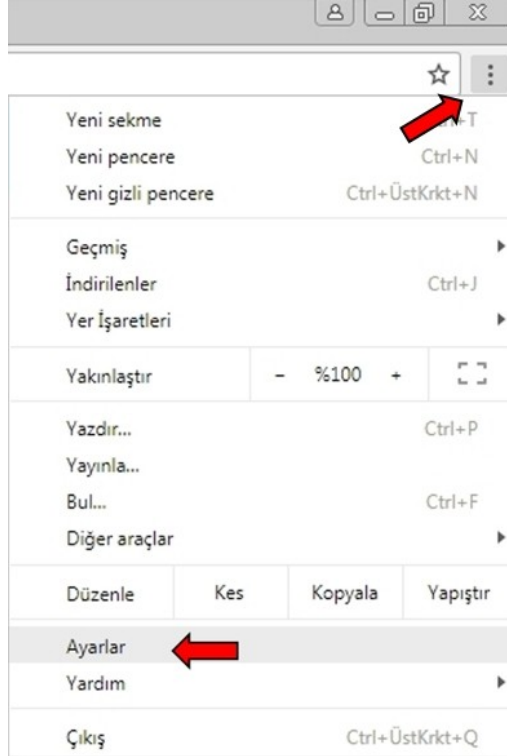 Yeni sekme
Yeni pencere Ctrl+N
Yeni gizli pencere Ctrl+ÜstKrkt+N
Geçmiş
İndirilenler Ctrl+J
Yer İşaretleri
Yakınlaştır - %100 +
Yazdır... Ctrl+P
Yayınla...
Bul... Ctrl+F
Diğer araçlar
Düzenle Kes Kopyala Yapıştır
Ayarlar
Yardım
Çıkış Ctrl+ÜstKrkt+Q